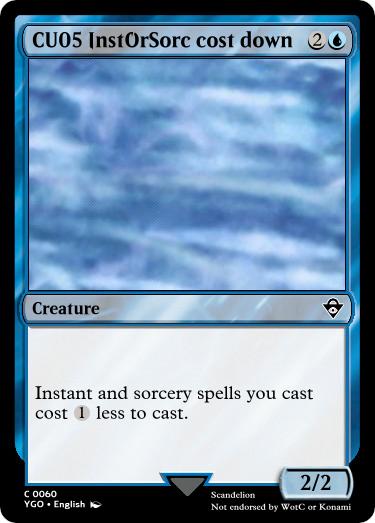 CU05 InstOrSorc cost down 2
Creature
Instant and sorcery spells you cast
cost 1 less to cast.
2/2
C 0060
YGO • English
Scandelion
Not endorsed by WotC or Konami